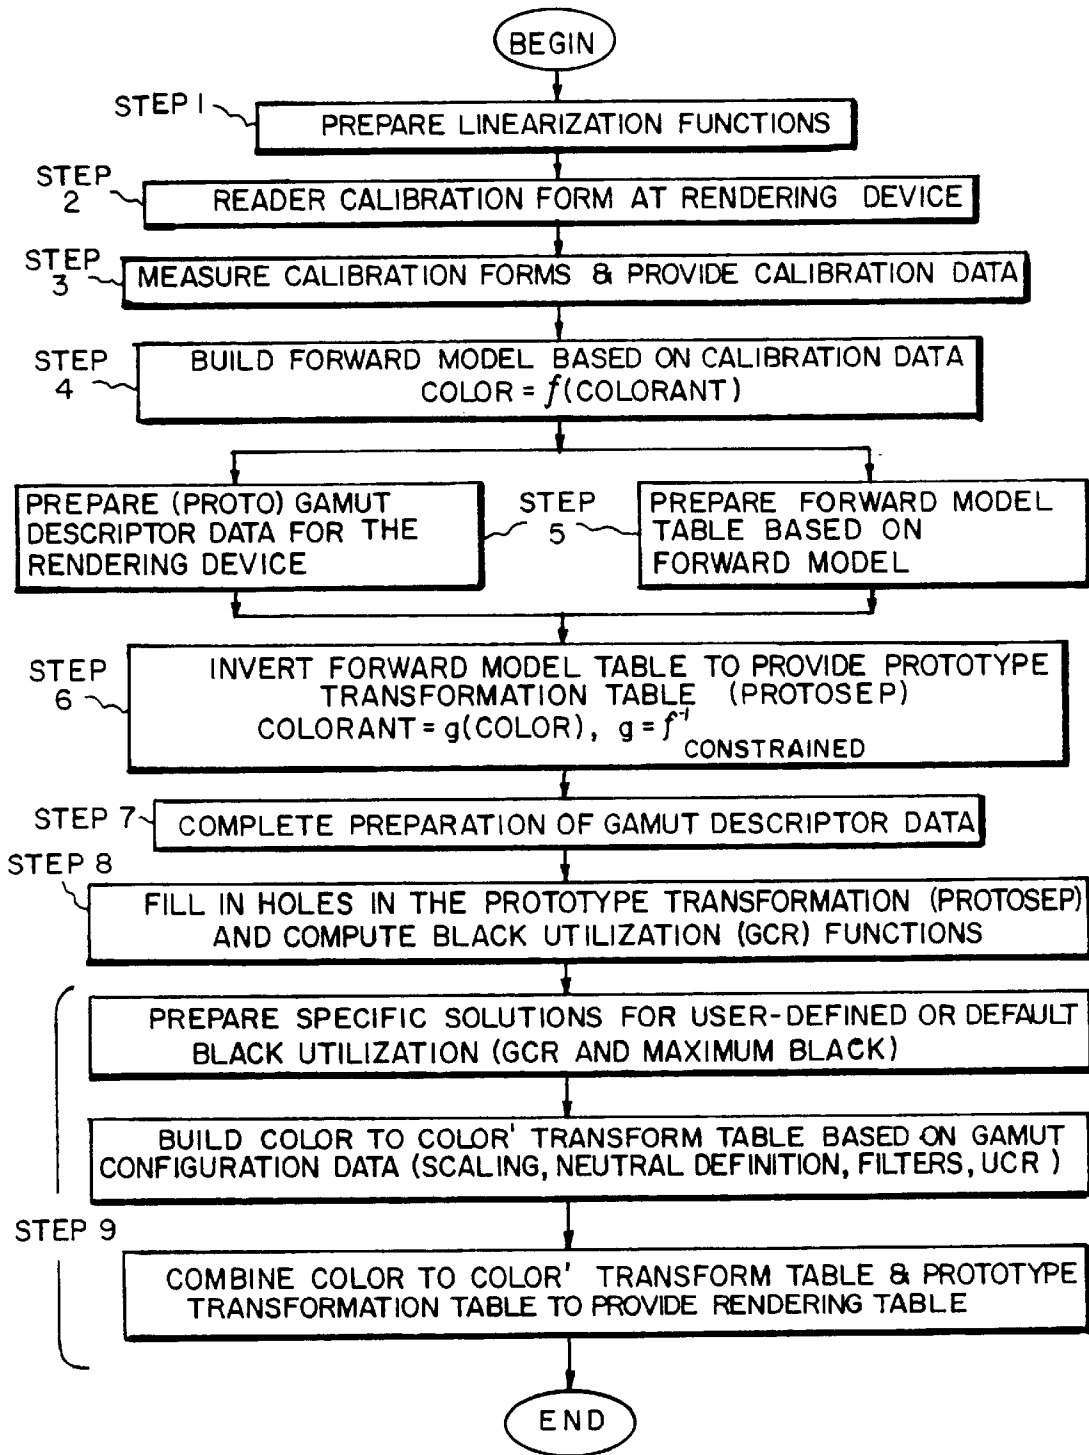 BEGIN
STEP 1
PREPARE LINEARIZATION FUNCTIONS
STEP
2
READER CALIBRATION FORM AT RENDERING DEVICE
STEP
3
MEASURE CALIBRATION FORMS & PROVIDE CALIBRATION DATA
STEP
4
BUILD FORWARD MODEL BASED ON CALIBRATION DATA
COLOR = f(COLORANT)
PREPARE (PROTO) GAMUT
DESCRIPTOR DATA FOR THE
RENDERING DEVICE
STEP
5
PREPARE FORWARD MODEL
TABLE BASED ON
FORWARD MODEL
STEP
6
INVERT FORWARD MODEL TABLE TO PROVIDE PROTOTYPE
TRANSFORMATION TABLE (PROTOSEP)
COLORANT = g(COLOR), g = f⁻¹
CONSTRAINED
STEP 7
COMPLETE PREPARATION OF GAMUT DESCRIPTOR DATA
STEP 8
FILL IN HOLES IN THE PROTOTYPE TRANSFORMATION (PROTOSEP)
AND COMPUTE BLACK UTILIZATION (GCR) FUNCTIONS
PREPARE SPECIFIC SOLUTIONS FOR USER-DEFINED OR DEFAULT
BLACK UTILIZATION (GCR AND MAXIMUM BLACK)
BUILD COLOR TO COLOR' TRANSFORM TABLE BASED ON GAMUT
CONFIGURATION DATA (SCALING, NEUTRAL DEFINITION, FILTERS, UCR)
STEP 9
COMBINE COLOR TO COLOR' TRANSFORM TABLE & PROTOTYPE
TRANSFORMATION TABLE TO PROVIDE RENDERING TABLE
END